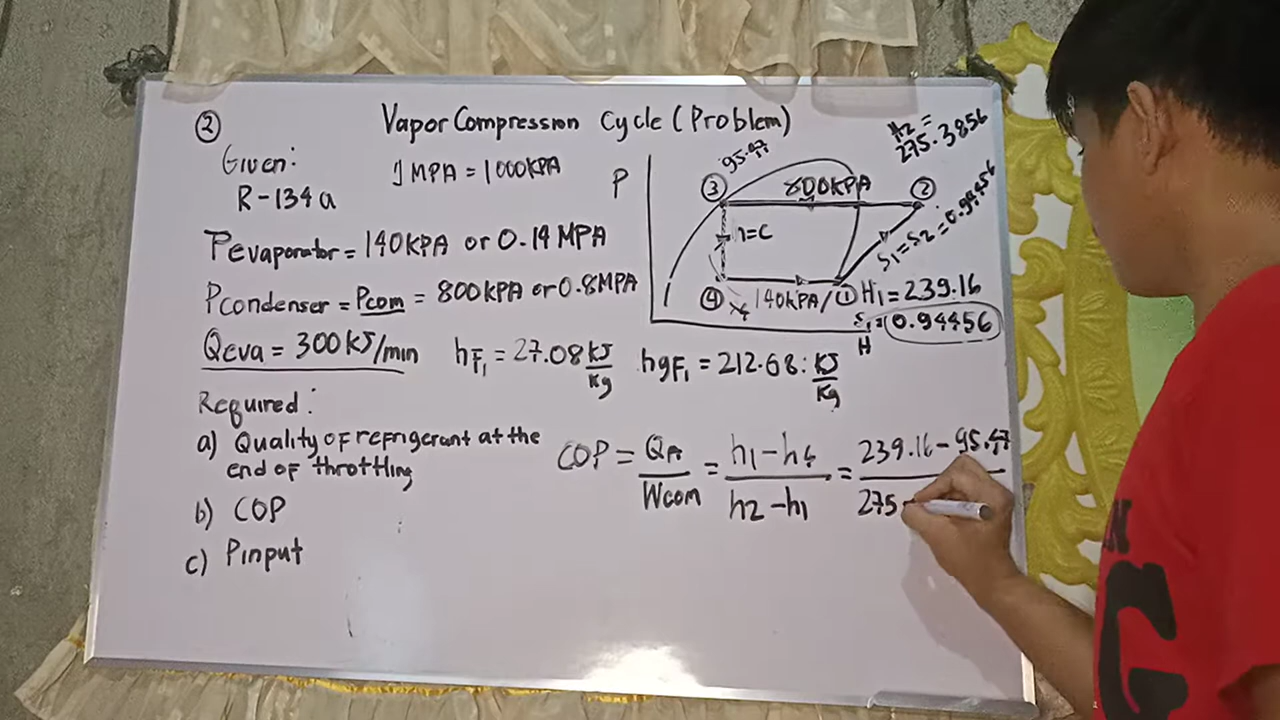 ②
Vapor Compression Cycle (Problem)
Given:
R-134a
1 MPA = 1000KPA
Pevaporator = 140KPA or 0.14 MPA
Pcondenser = Pcom = 800KPA or 0.8MPA
Qeva = 300KJ/min
hF1 = 27.08 KJ/Kg
hgF1 = 212.68: KJ/Kg
P
③
95.47
800KPA
②
H2 =
275.3856
h=C
S1=S2=0.94456
④
X4
140KPA/
①
H1=239.16
S1=0.94456
H
Required:
a) Quality of refrigerant at the
end of throttling
b) COP
c) Pinput
COP = QA/Wcom = h1-h4/h2-h1 = 239.16-95.47/275
G